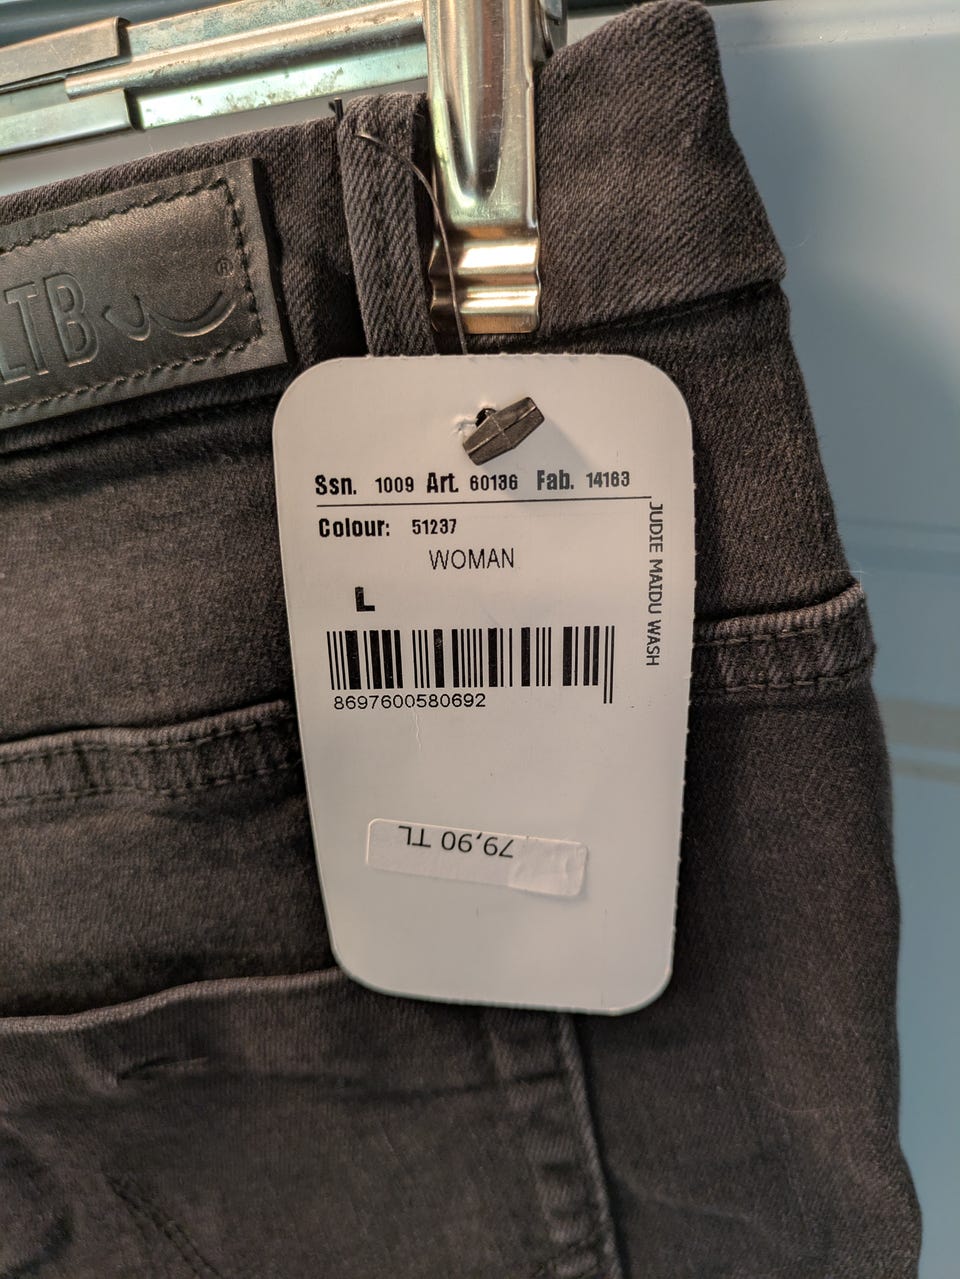 LTB
®
Ssn. 1009 Art. 60136 Fab. 14163
Colour: 51237
WOMAN
L
JUDIE MAIDU WASH
8697600580692
79,90 TL